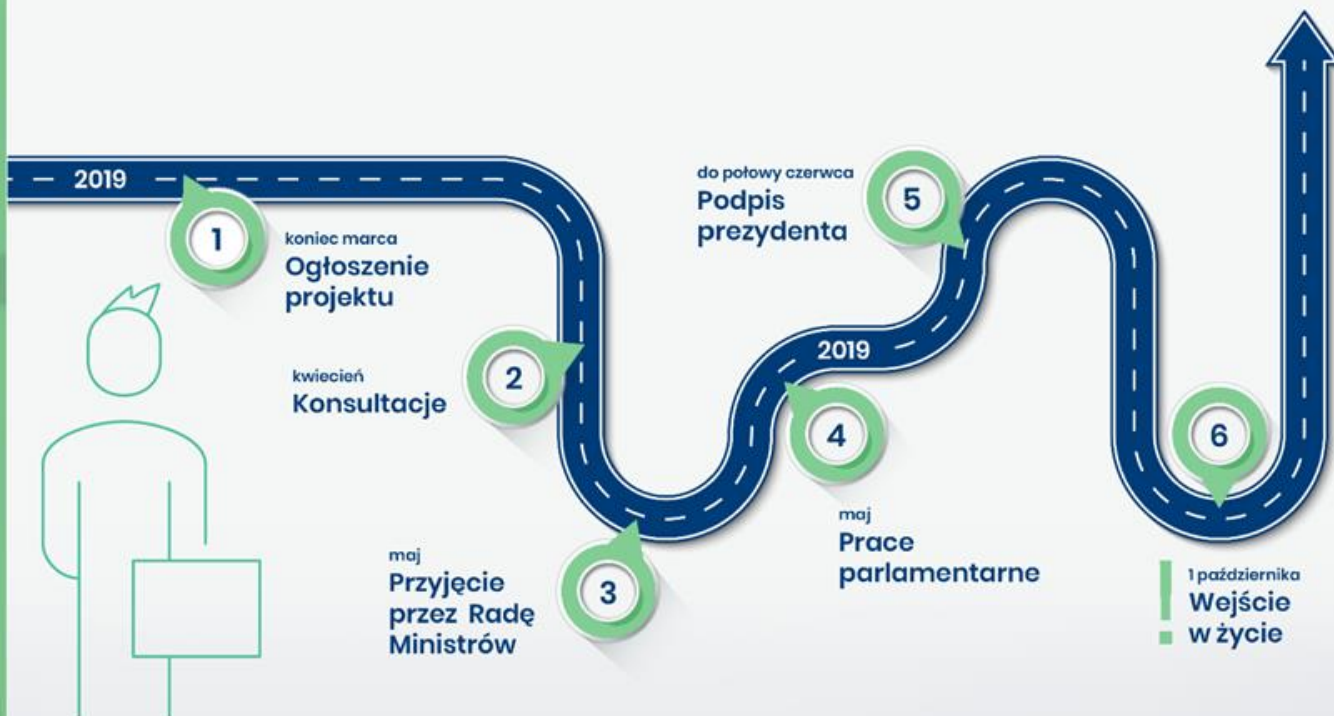 2019
1
koniec marca
Ogłoszenie
projektu
2
kwiecień
Konsultacje
3
maj
Przyjęcie
przez Radę
Ministrów
2019
4
maj
Prace
parlamentarne
5
do połowy czerwca
Podpis
prezydenta
6
1 października
Wejście
w życie